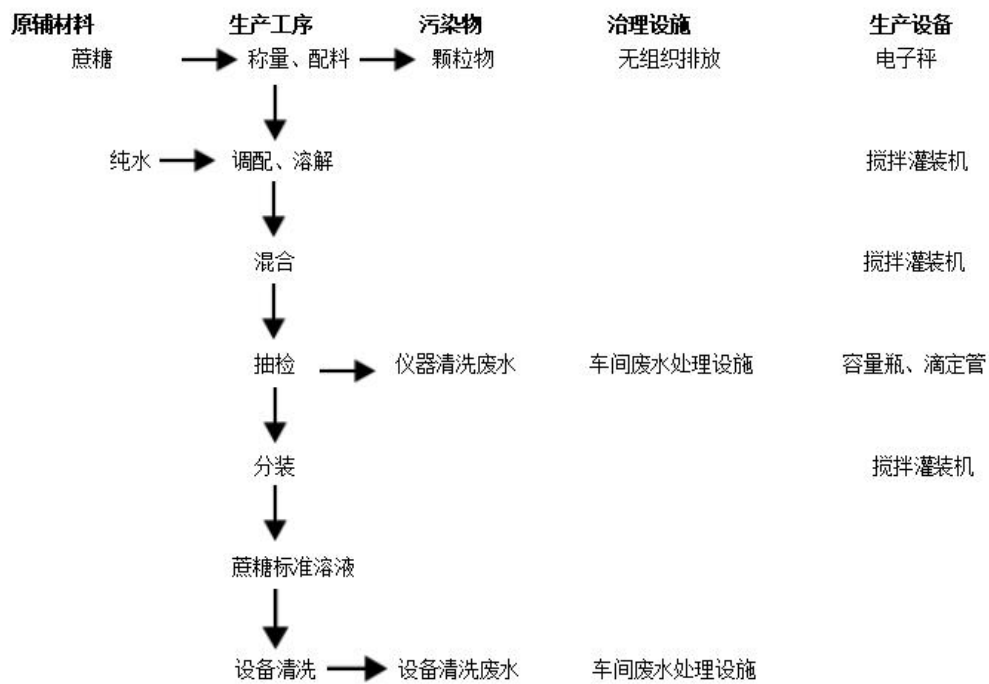 原辅材料 生产工序 污染物 治理设施 生产设备
蔗糖 称量、配料 颗粒物 无组织排放 电子秤
纯水 调配、溶解 搅拌灌装机
混合 搅拌灌装机
抽检 仪器清洗废水 车间废水处理设施 容量瓶、滴定管
分装 搅拌灌装机
蔗糖标准溶液
设备清洗 设备清洗废水 车间废水处理设施